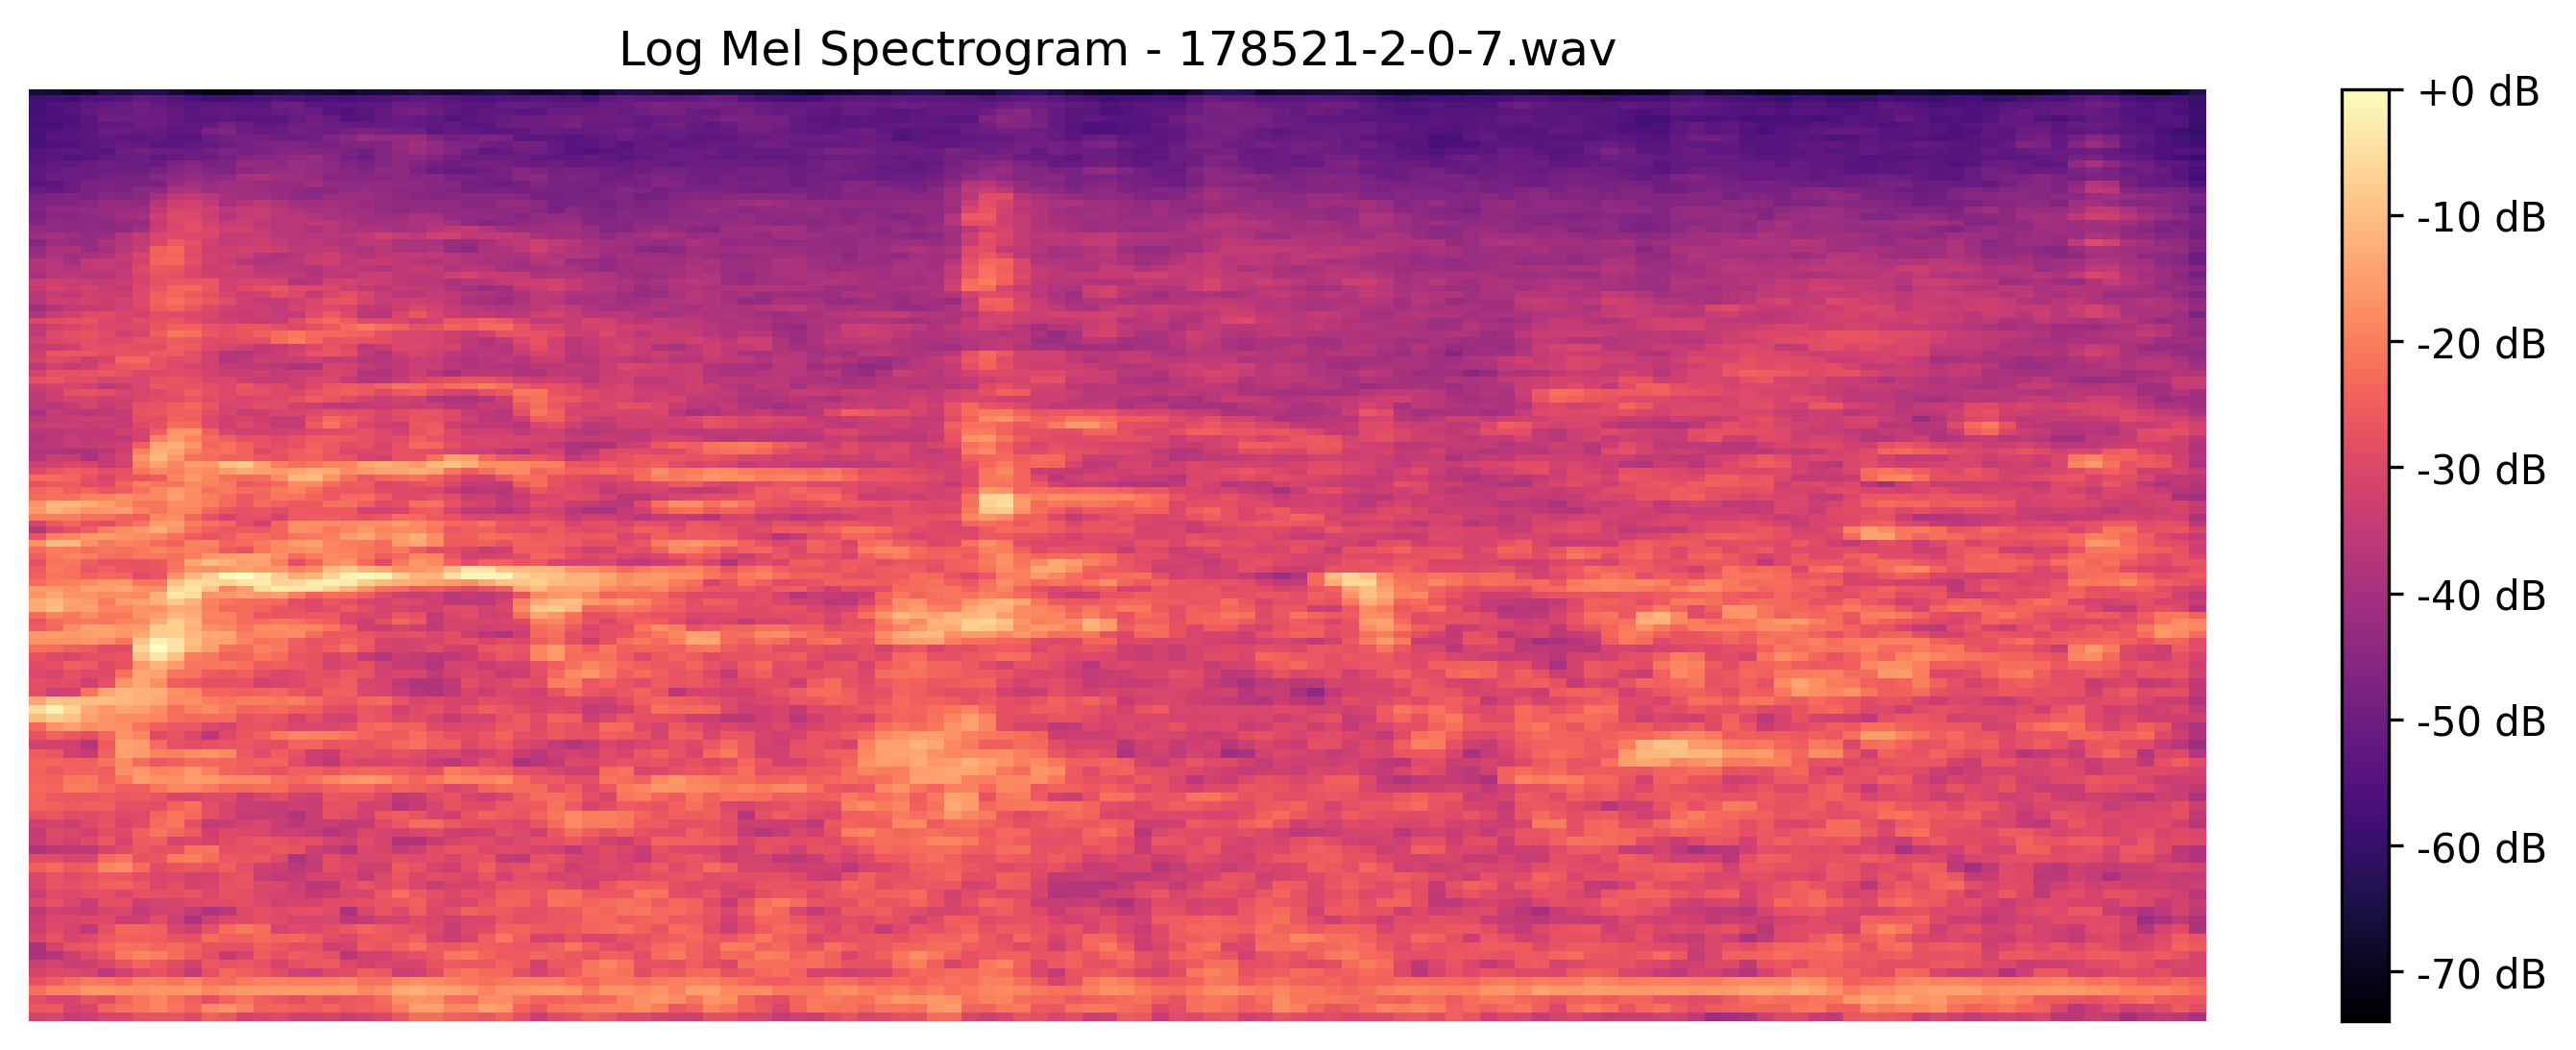 Log Mel Spectrogram - 178521-2-0-7.wav
+0 dB
-10 dB
-20 dB
-30 dB
-40 dB
-50 dB
-60 dB
-70 dB